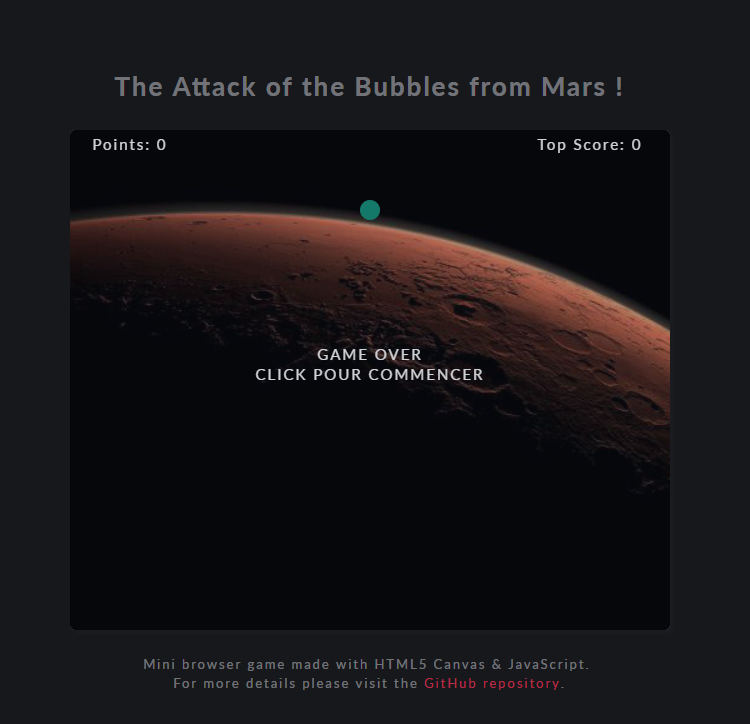 The Attack of the Bubbles from Mars !
Points: 0
Top Score: 0
GAME OVER
CLICK POUR COMMENCER
Mini browser game made with HTML5 Canvas & JavaScript.
For more details please visit the GitHub repository.